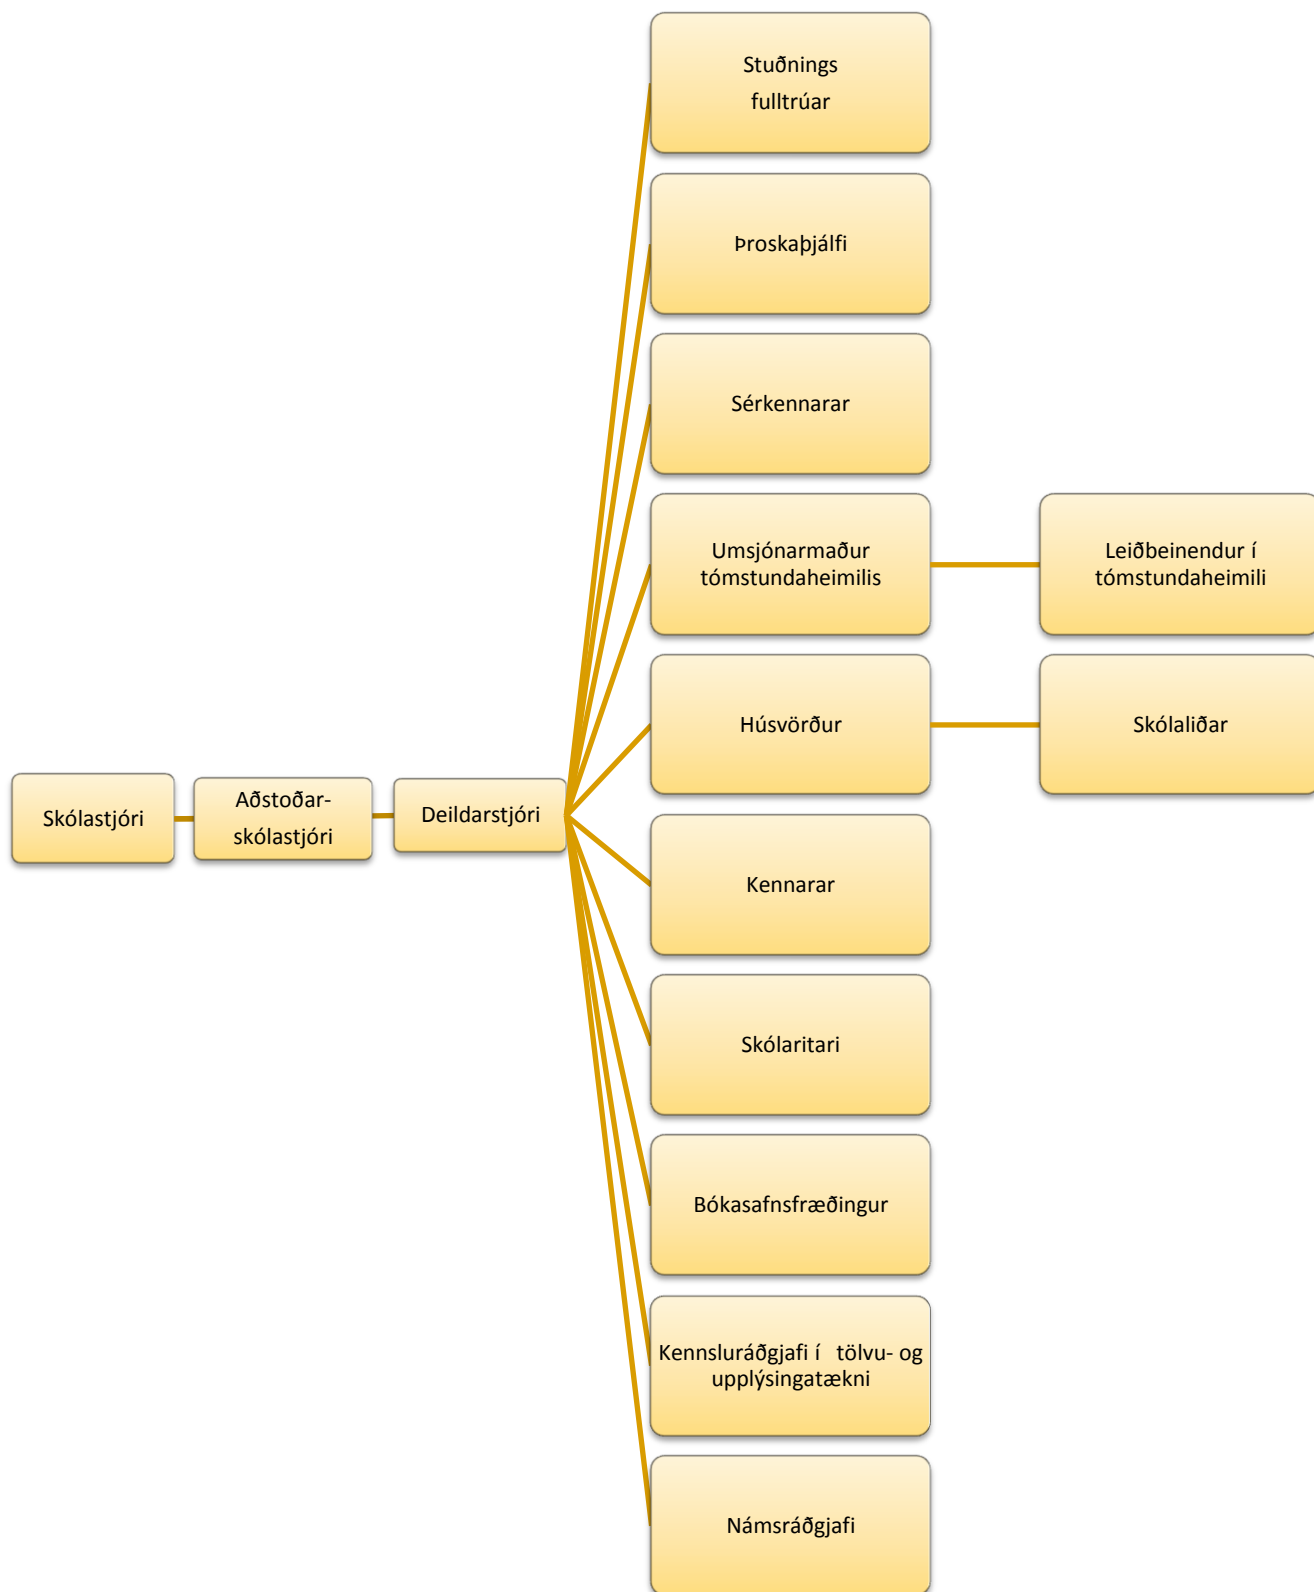 Stuðnings
fulltrúar
Þroskaþjálfi
Sérkennarar
Umsjónarmaður
tómstundaheimilis
Leiðbeinendur í
tómstundaheimili
Húsvörður
Skólaliðar
Skólastjóri
Aðstoðar-
skólastjóri
Deildarstjóri
Kennarar
Skólaritari
Bókasafnsfræðingur
Kennsluráðgjafi í tölvu- og
upplýsingatækni
Námsráðgjafi